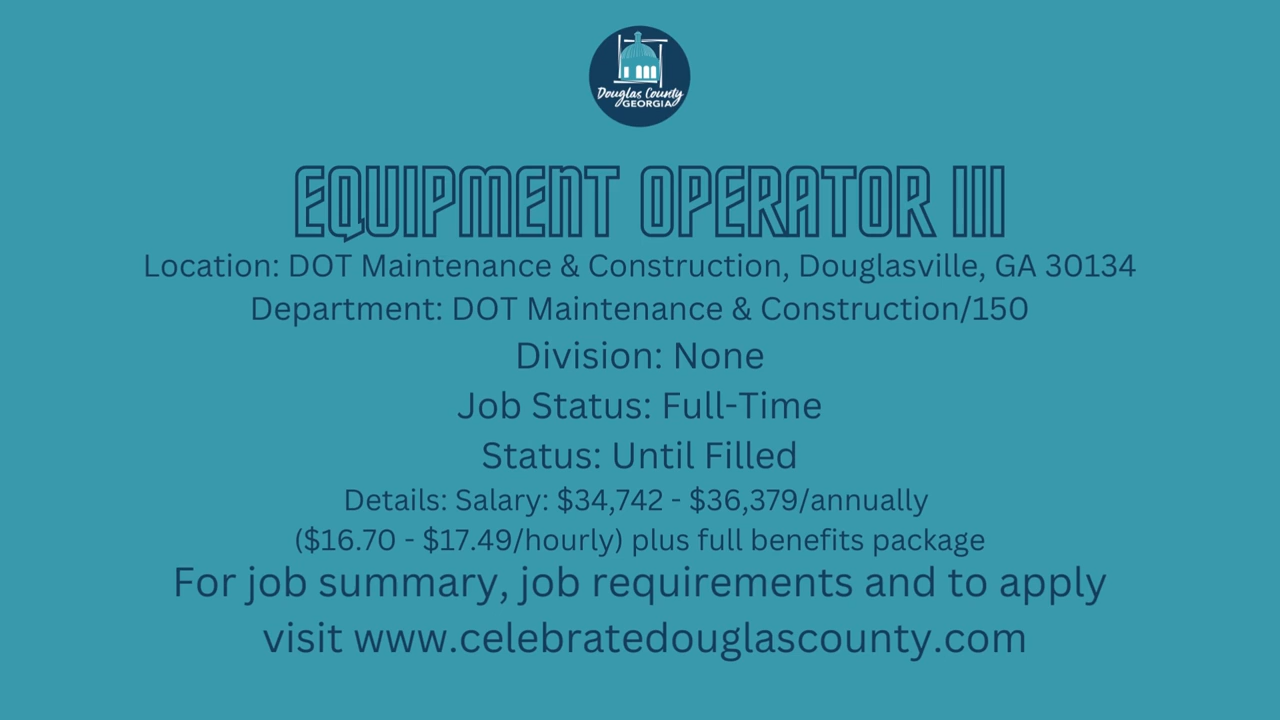 Douglas County
GEORGIA
EQUIPMENT OPERATOR III
Location: DOT Maintenance & Construction, Douglasville, GA 30134
Department: DOT Maintenance & Construction/150
Division: None
Job Status: Full-Time
Status: Until Filled
Details: Salary: $34,742 - $36,379/annually
($16.70 - $17.49/hourly) plus full benefits package
For job summary, job requirements and to apply
visit www.celebratedouglascounty.com